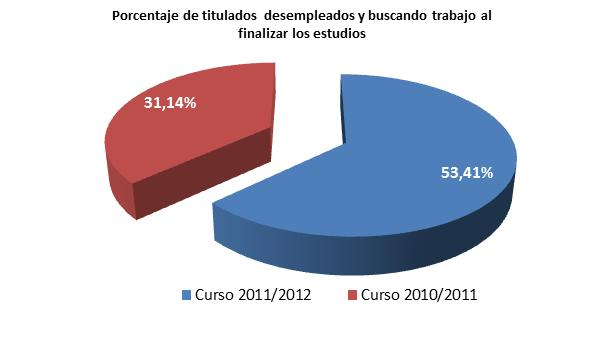 Porcentaje de titulados desempleados y buscando trabajo al
finalizar los estudios
31,14%
53,41%
Curso 2011/2012
Curso 2010/2011